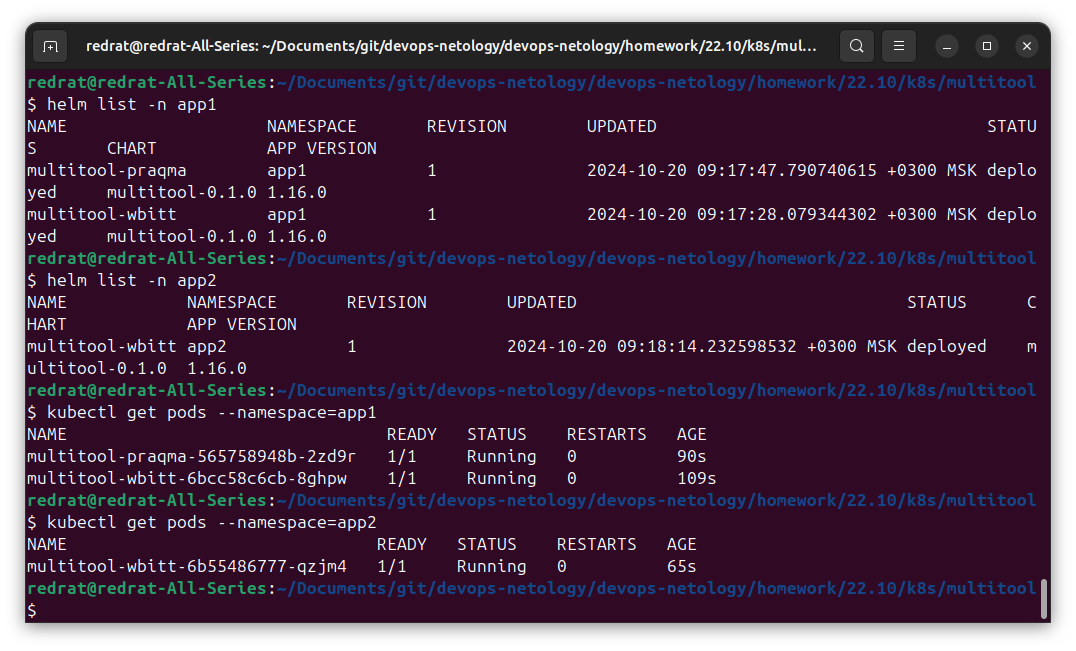 redrat@redrat-All-Series: ~/Documents/git/devops-netology/devops-netology/homework/22.10/k8s/mul...
redrat@redrat-All-Series:~/Documents/git/devops-netology/devops-netology/homework/22.10/k8s/multitool
$ helm list -n app1
NAME                    NAMESPACE       REVISION        UPDATED                                 STATU
S       CHART           APP VERSION
multitool-praqma        app1            1               2024-10-20 09:17:47.790740615 +0300 MSK deplo
yed     multitool-0.1.0 1.16.0
multitool-wbitt         app1            1               2024-10-20 09:17:28.079344302 +0300 MSK deplo
yed     multitool-0.1.0 1.16.0
redrat@redrat-All-Series:~/Documents/git/devops-netology/devops-netology/homework/22.10/k8s/multitool
$ helm list -n app2
NAME            NAMESPACE       REVISION        UPDATED                                 STATUS      C
HART            APP VERSION
multitool-wbitt app2            1               2024-10-20 09:18:14.232598532 +0300 MSK deployed    m
ultitool-0.1.0  1.16.0
redrat@redrat-All-Series:~/Documents/git/devops-netology/devops-netology/homework/22.10/k8s/multitool
$ kubectl get pods --namespace=app1
NAME                                READY   STATUS    RESTARTS   AGE
multitool-praqma-565758948b-2zd9r   1/1     Running   0          90s
multitool-wbitt-6bcc58c6cb-8ghpw    1/1     Running   0          109s
redrat@redrat-All-Series:~/Documents/git/devops-netology/devops-netology/homework/22.10/k8s/multitool
$ kubectl get pods --namespace=app2
NAME                               READY   STATUS    RESTARTS   AGE
multitool-wbitt-6b55486777-qzjm4   1/1     Running   0          65s
redrat@redrat-All-Series:~/Documents/git/devops-netology/devops-netology/homework/22.10/k8s/multitool
$